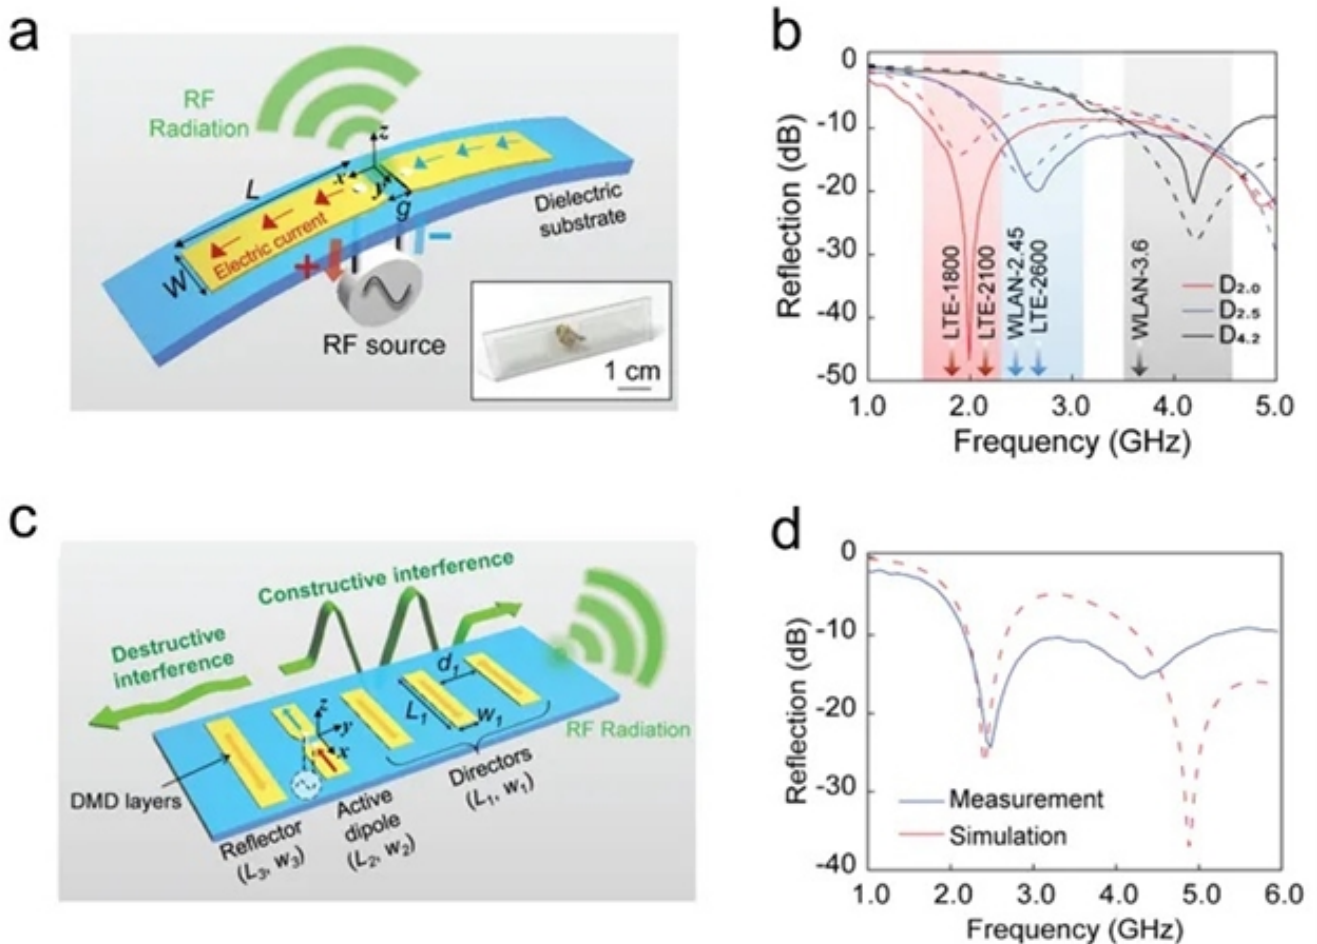 a
RF
Radiation
z
x
y
L
g
W
Electric current
+
−
Dielectric
substrate
RF source
1 cm
b
Reflection (dB)
0
-10
-20
-30
-40
-50
LTE-1800
LTE-2100
WLAN-2.45
LTE-2600
WLAN-3.6
D₂.₀
D₂.₅
D₄.₂
1.0 2.0 3.0 4.0 5.0
Frequency (GHz)
c
Constructive interference
Destructive
interference
d₁
L₁
w₁
z
y
x
RF Radiation
DMD layers
Directors
(L₁, w₁)
Active
dipole
(L₂, w₂)
Reflector
(L₃, w₃)
d
Reflection (dB)
0
-10
-20
-30
-40
Measurement
Simulation
1.0 2.0 3.0 4.0 5.0 6.0
Frequency (GHz)